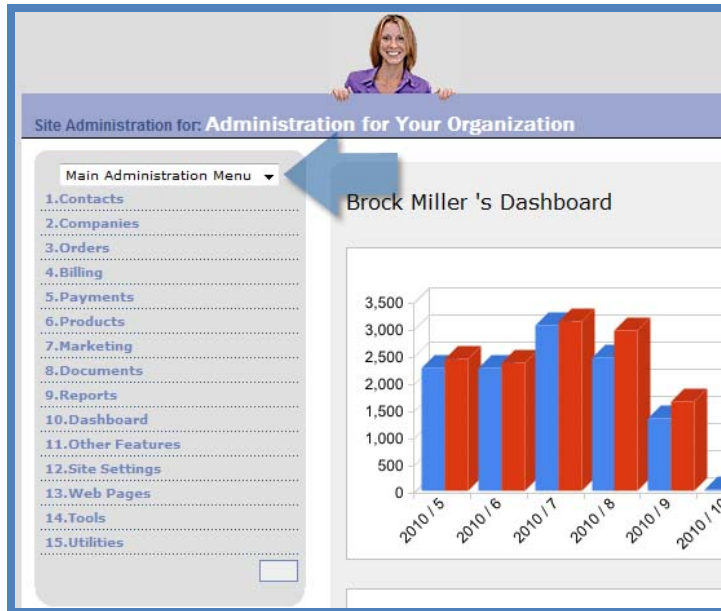 Site Administration for: Administration for Your Organization
Main Administration Menu
1.Contacts
2.Companies
3.Orders
4.Billing
5.Payments
6.Products
7.Marketing
8.Documents
9.Reports
10.Dashboard
11.Other Features
12.Site Settings
13.Web Pages
14.Tools
15.Utilities
Brock Miller 's Dashboard
3,500
3,000
2,500
2,000
1,500
1,000
500
0
2010 / 5
2010 / 6
2010 / 7
2010 / 8
2010 / 9
2010 / 10